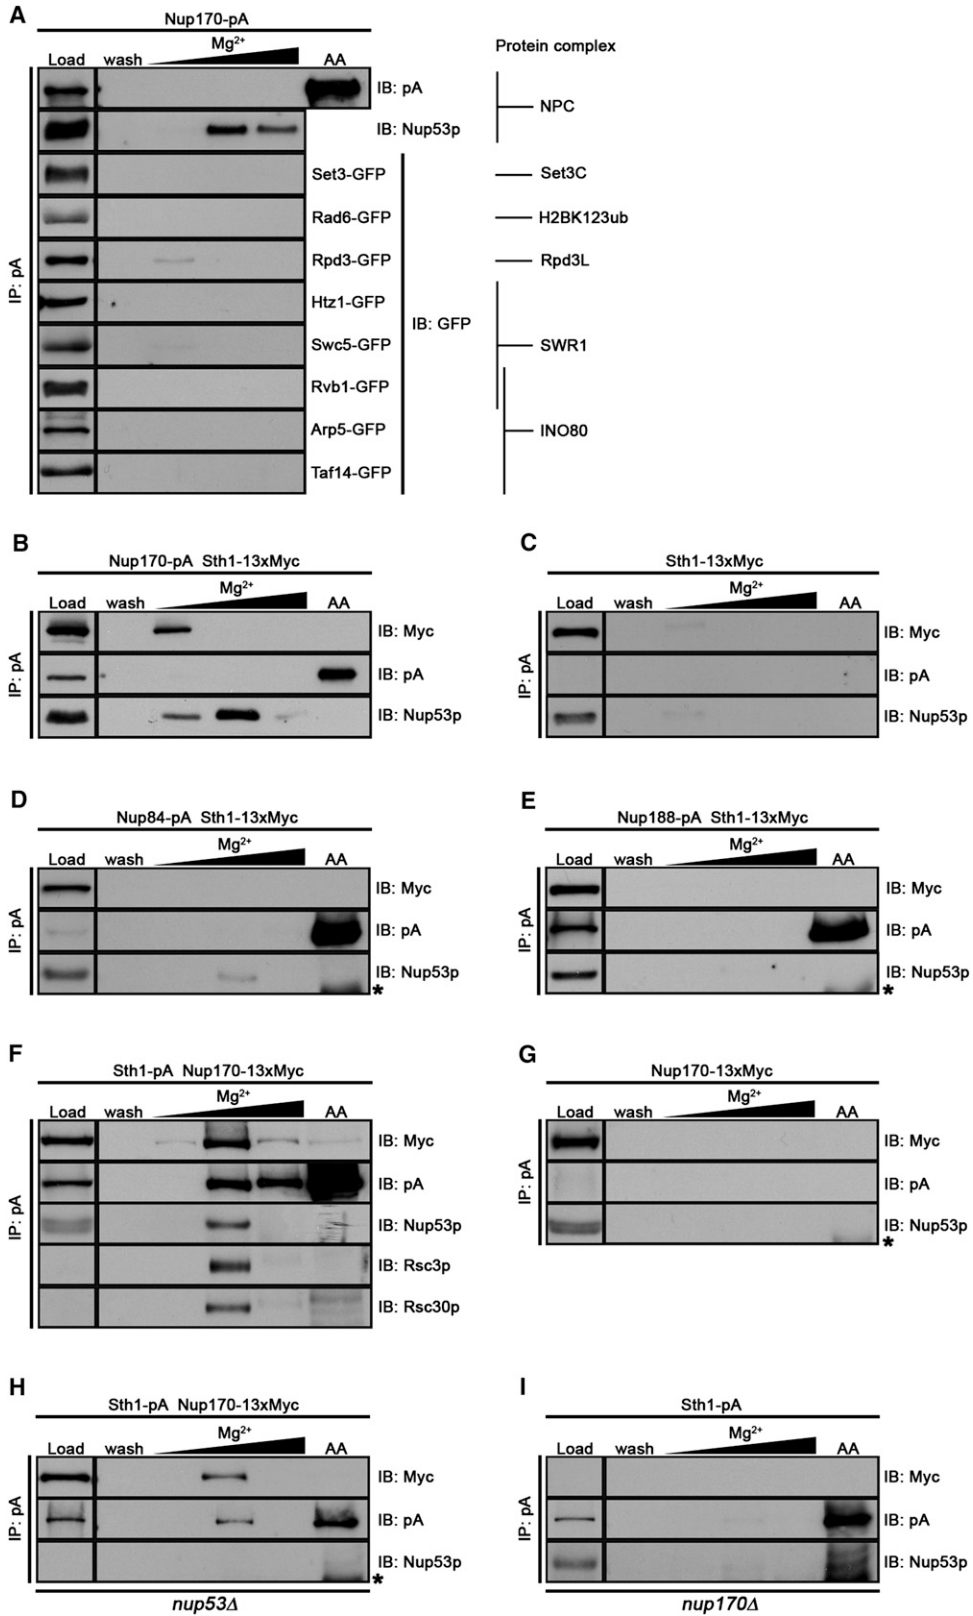 A
Nup170-pA
Mg2+
Load wash AA
Protein complex
IP: pA
IB: pA
IB: Nup53p
NPC
Set3-GFP
Set3C
Rad6-GFP
H2BK123ub
Rpd3-GFP
Rpd3L
Htz1-GFP
IB: GFP
Swc5-GFP
SWR1
Rvb1-GFP
Arp5-GFP
INO80
Taf14-GFP
B
Nup170-pA Sth1-13xMyc
Mg2+
Load wash AA
IP: pA
IB: Myc
IB: pA
IB: Nup53p
C
Sth1-13xMyc
Mg2+
Load wash AA
IP: pA
IB: Myc
IB: pA
IB: Nup53p
D
Nup84-pA Sth1-13xMyc
Mg2+
Load wash AA
IP: pA
IB: Myc
IB: pA
IB: Nup53p
*
E
Nup188-pA Sth1-13xMyc
Mg2+
Load wash AA
IP: pA
IB: Myc
IB: pA
IB: Nup53p
*
F
Sth1-pA Nup170-13xMyc
Mg2+
Load wash AA
IP: pA
IB: Myc
IB: pA
IB: Nup53p
IB: Rsc3p
IB: Rsc30p
G
Nup170-13xMyc
Mg2+
Load wash AA
IP: pA
IB: Myc
IB: pA
IB: Nup53p
*
H
Sth1-pA Nup170-13xMyc
Mg2+
Load wash AA
IP: pA
IB: Myc
IB: pA
IB: Nup53p
*
nup53Δ
I
Sth1-pA
Mg2+
Load wash AA
IP: pA
IB: Myc
IB: pA
IB: Nup53p
nup170Δ